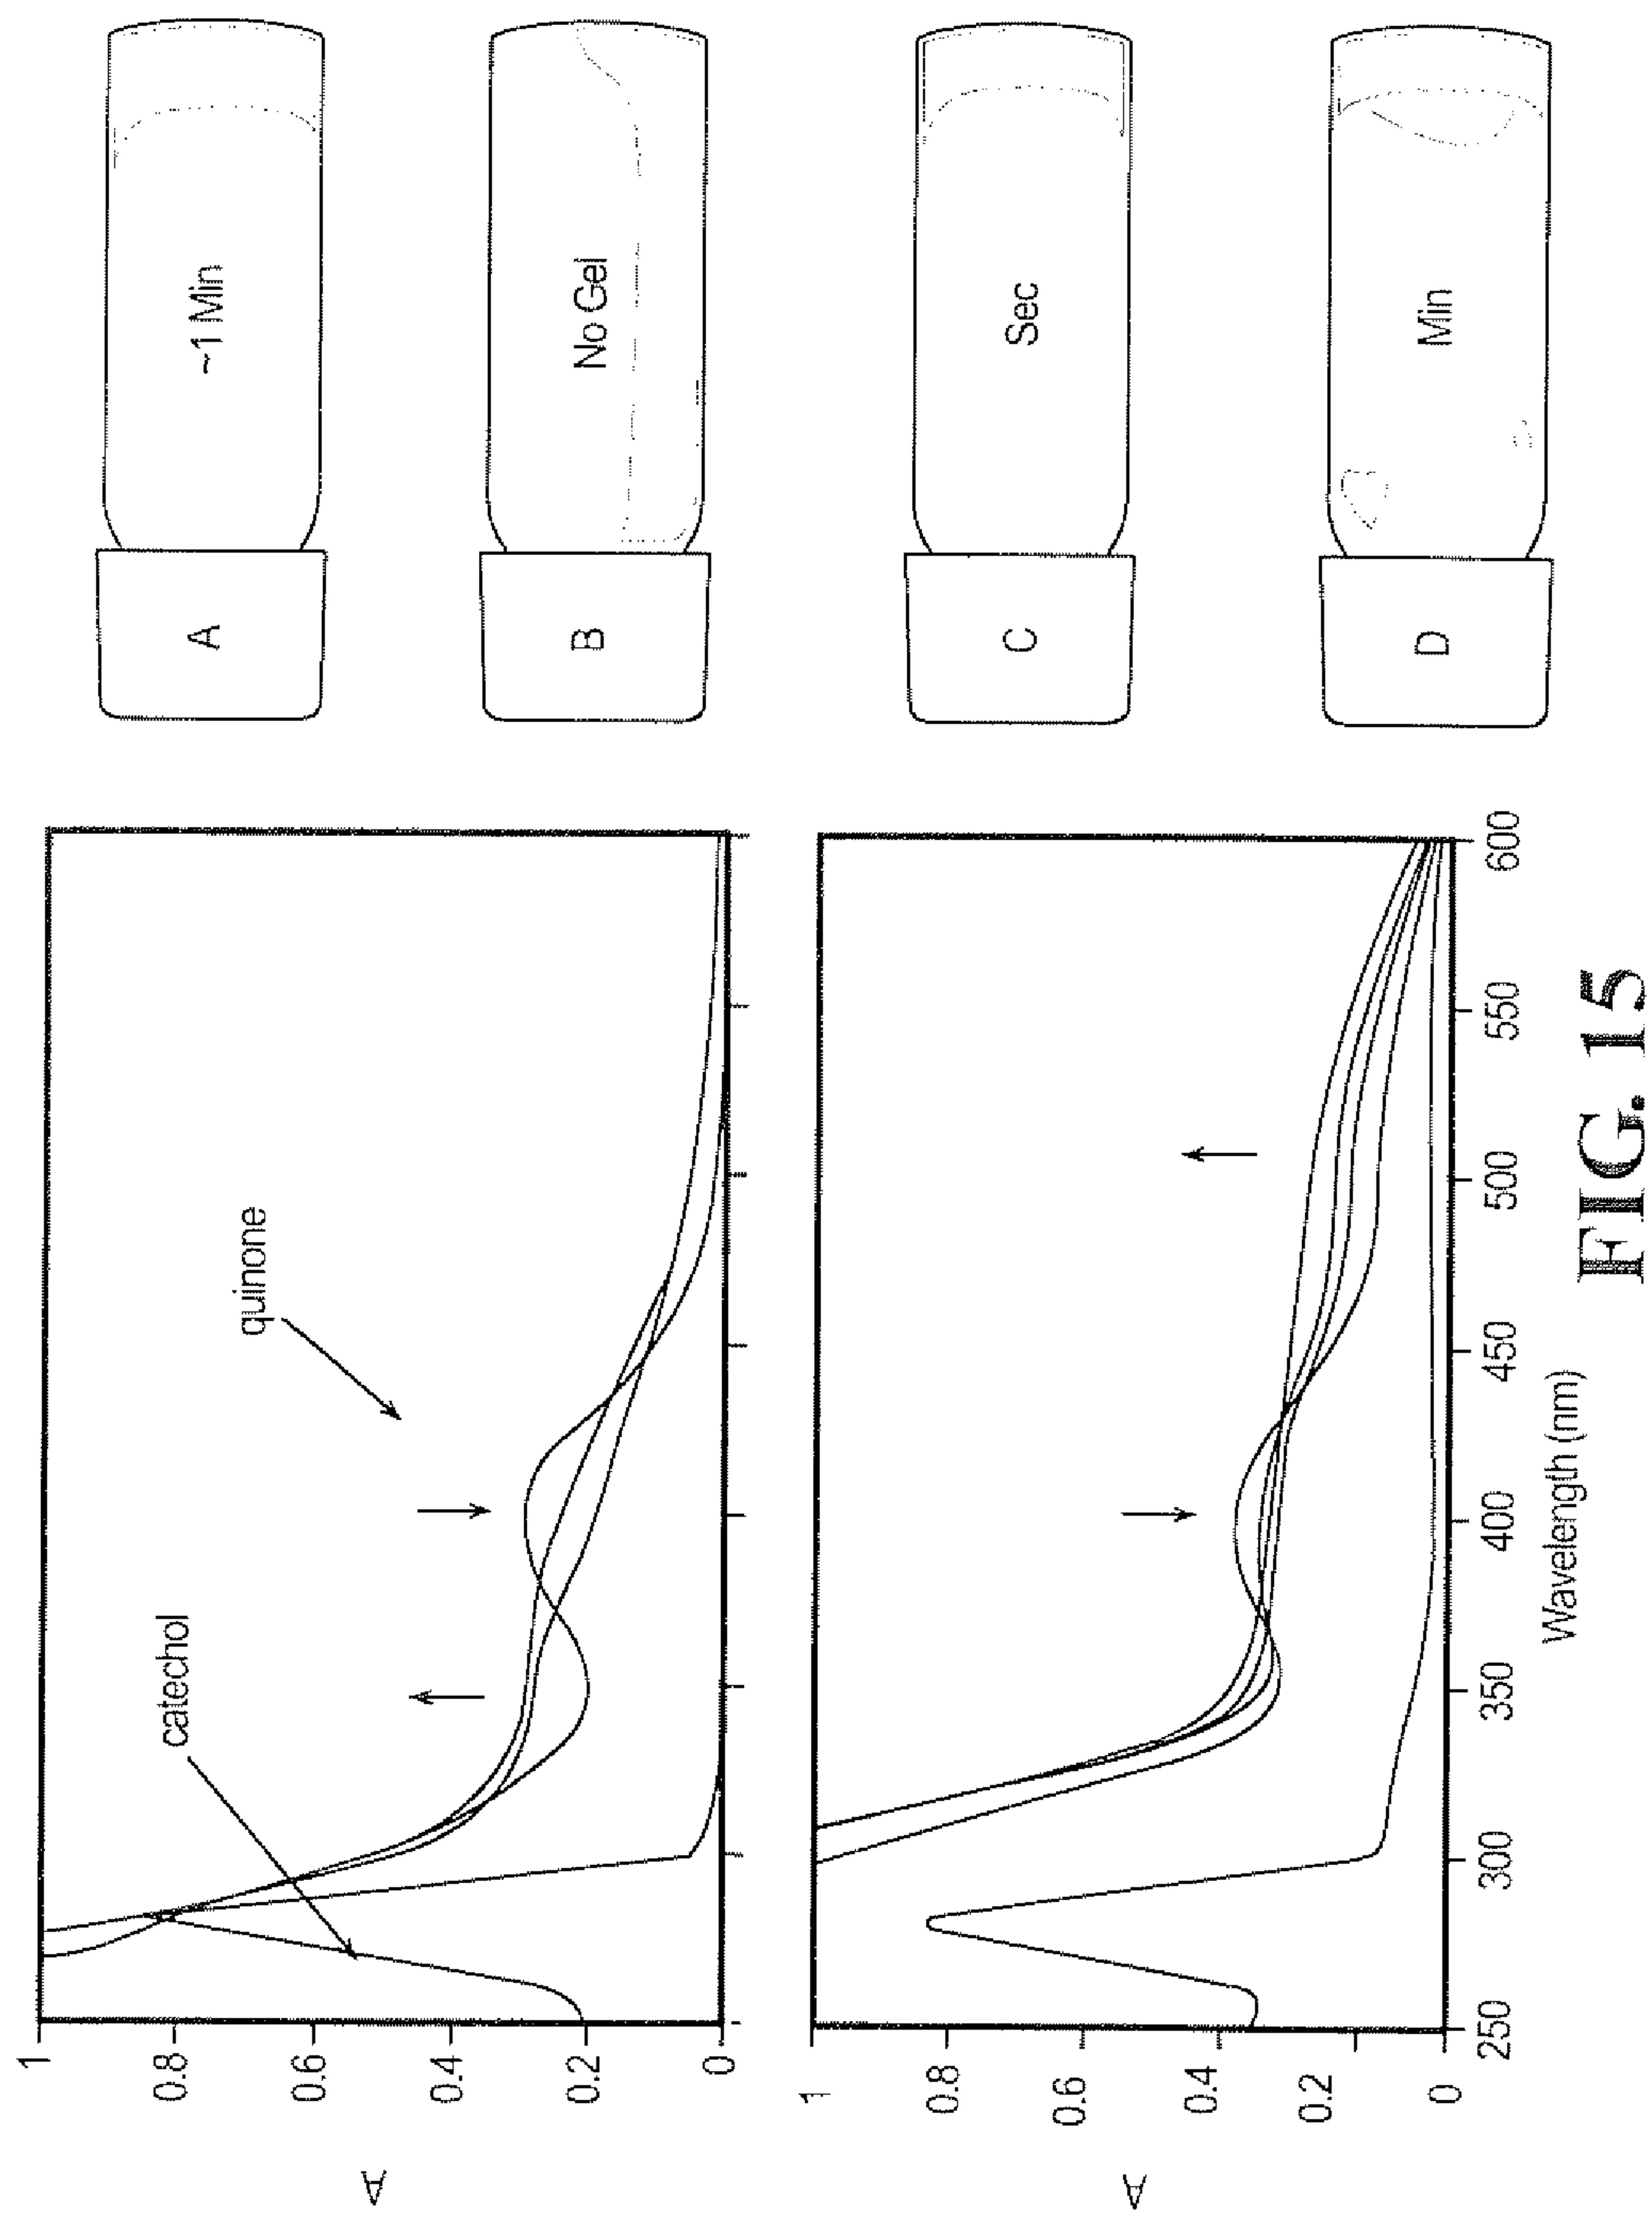 A
1
0.8
0.6
0.4
0.2
0
catechol
quinone
A
~1 Min
B
No Gel
A
1
0.8
0.6
0.4
0.2
0
250
300
350
400
450
500
550
600
Wavelength (nm)
C
Sec
D
Min
FIG. 15